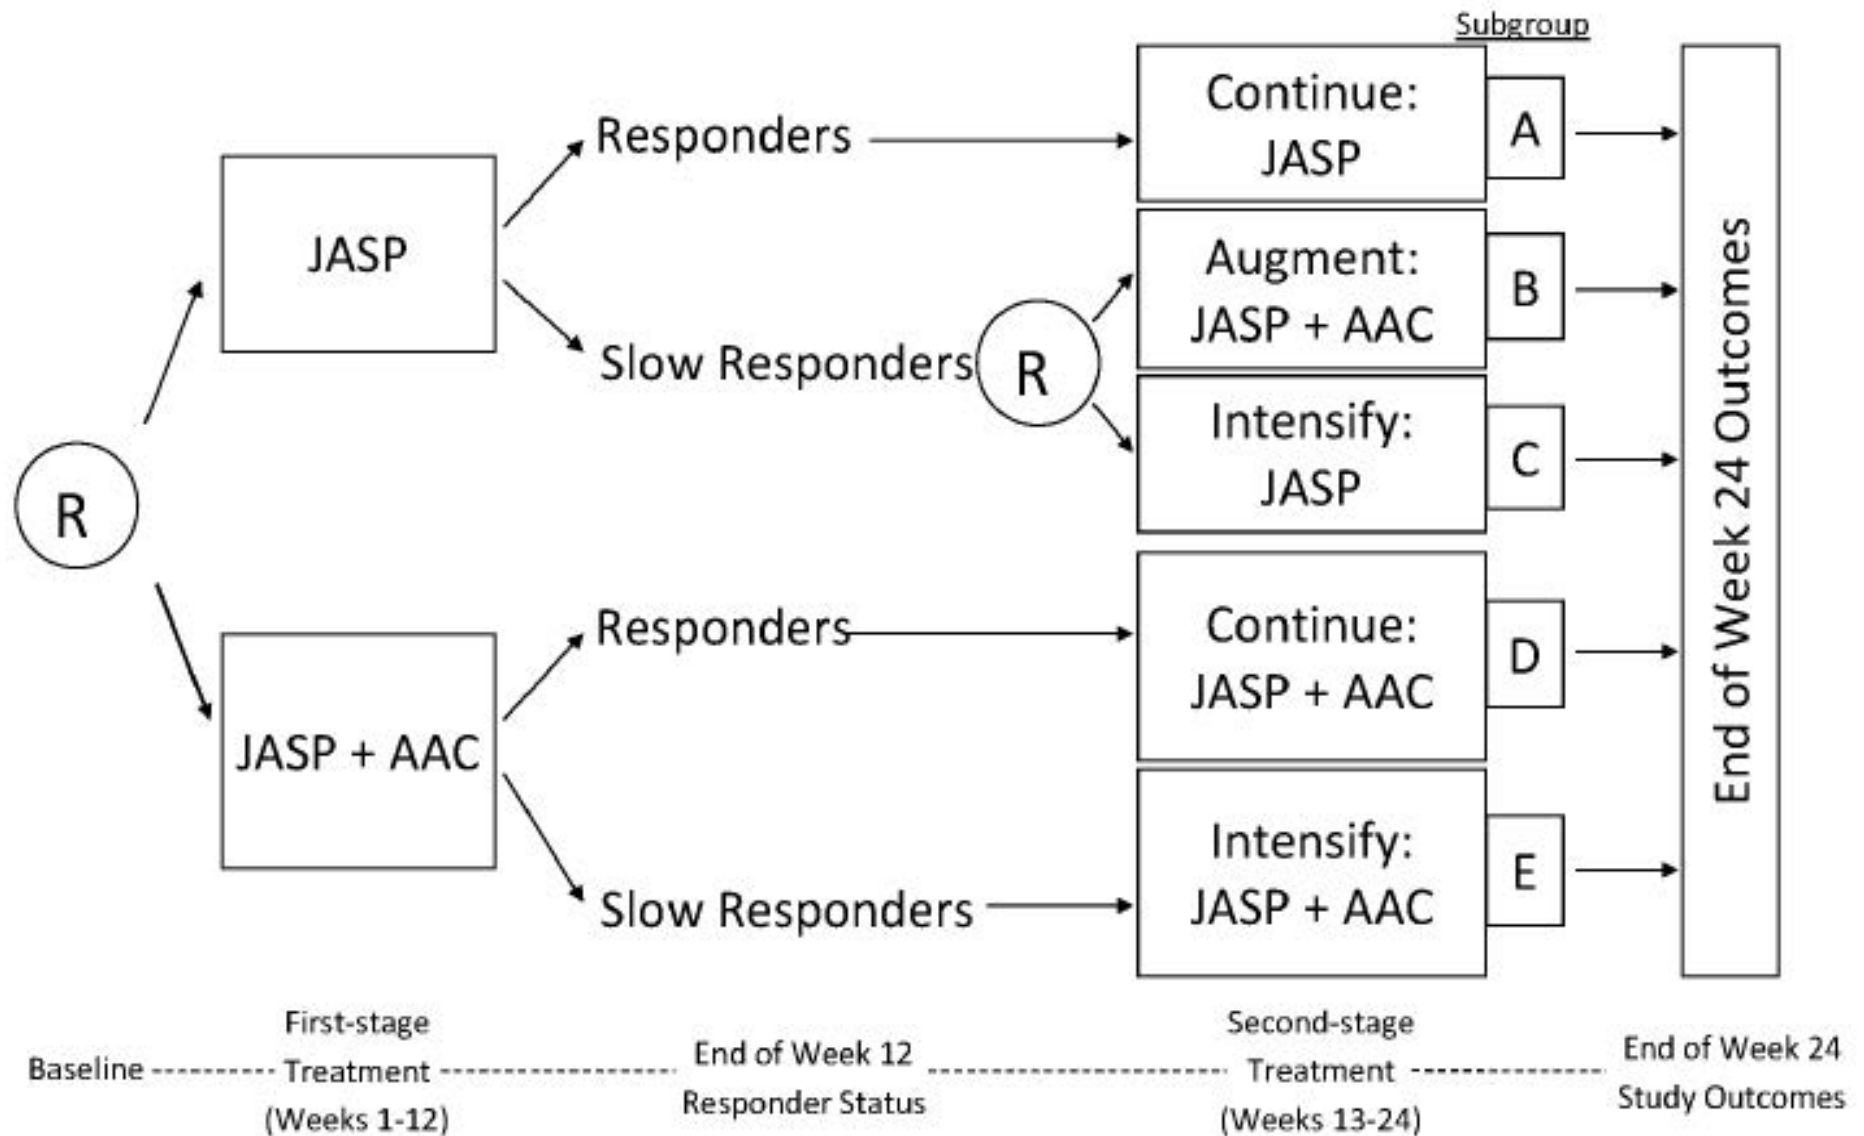 Subgroup
R
JASP
Responders
Slow Responders
R
Continue:
JASP
A
Augment:
JASP + AAC
B
Intensify:
JASP
C
JASP + AAC
Responders
Slow Responders
Continue:
JASP + AAC
D
Intensify:
JASP + AAC
E
End of Week 24 Outcomes
Baseline
First-stage
Treatment
(Weeks 1-12)
End of Week 12
Responder Status
Second-stage
Treatment
(Weeks 13-24)
End of Week 24
Study Outcomes